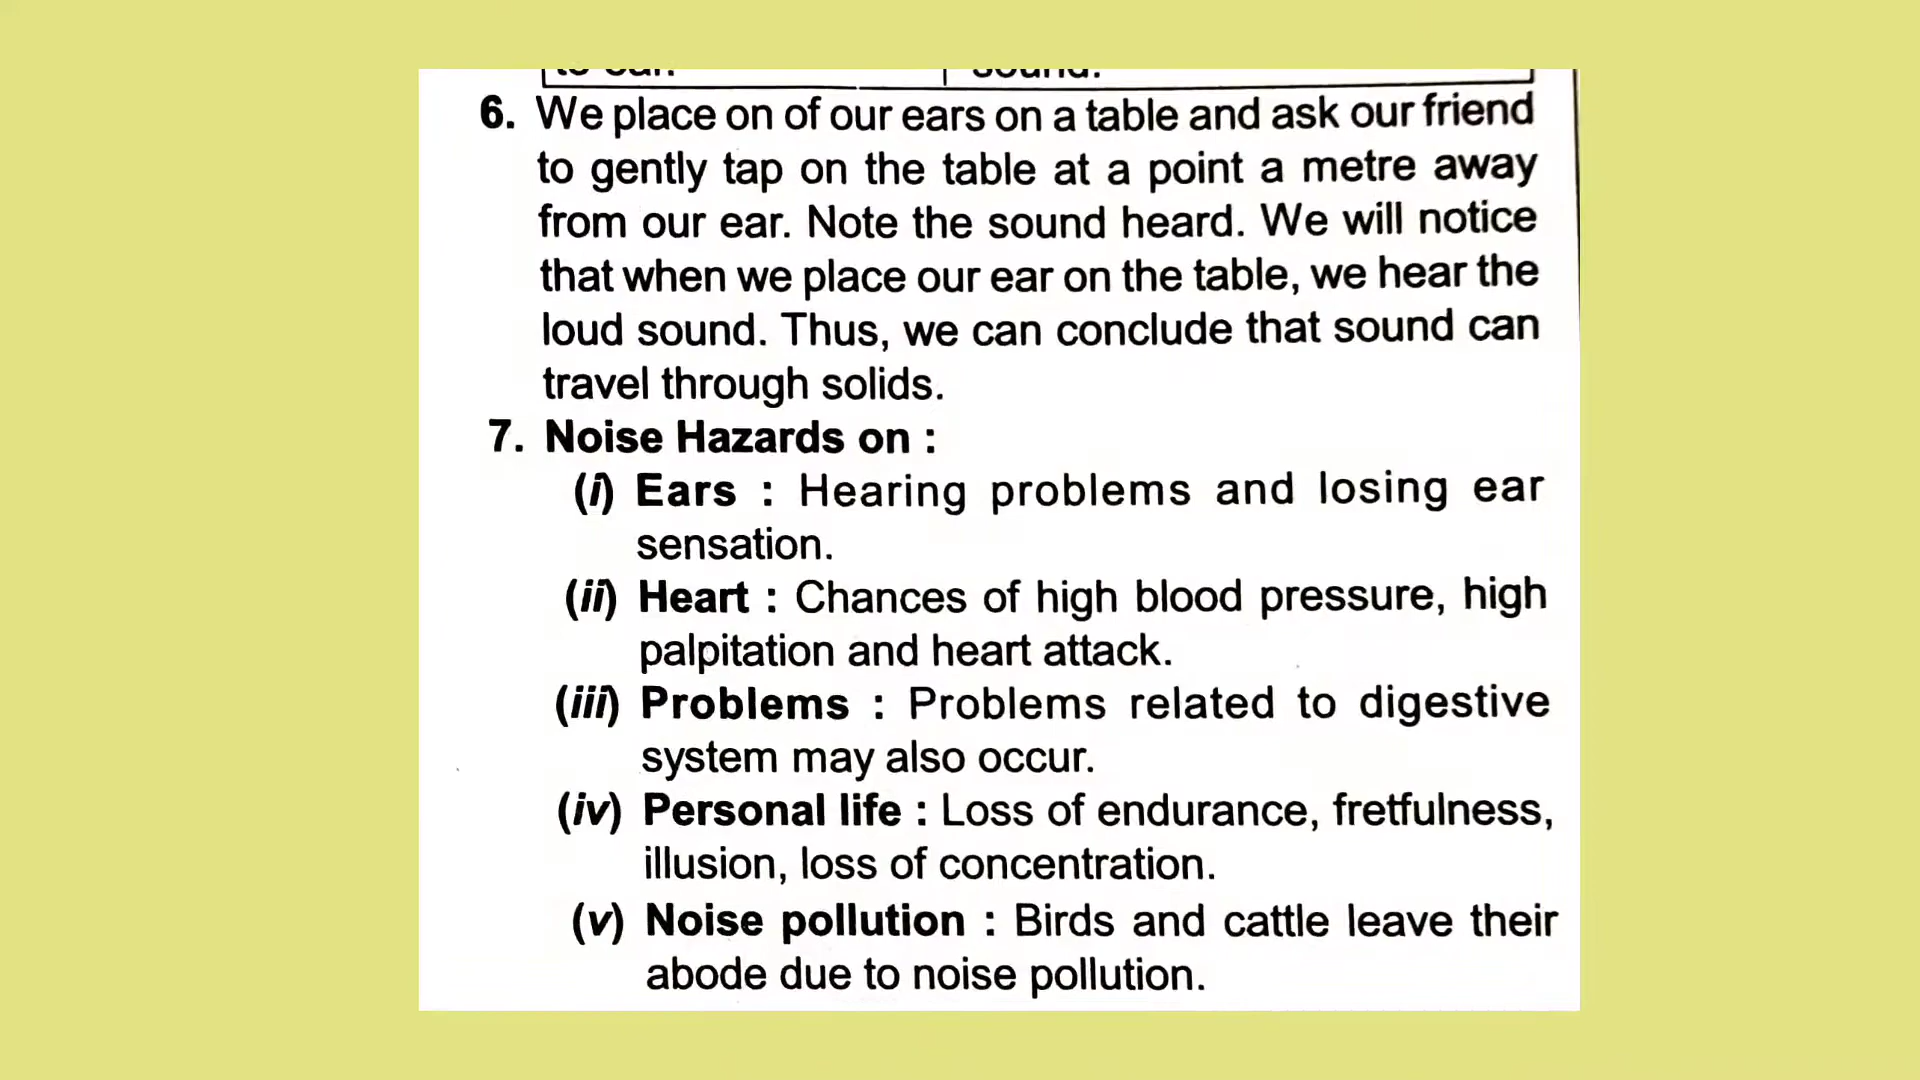 6. We place on of our ears on a table and ask our friend
to gently tap on the table at a point a metre away
from our ear. Note the sound heard. We will notice
that when we place our ear on the table, we hear the
loud sound. Thus, we can conclude that sound can
travel through solids.
7. Noise Hazards on :
(i) Ears : Hearing problems and losing ear
sensation.
(ii) Heart : Chances of high blood pressure, high
palpitation and heart attack.
(iii) Problems : Problems related to digestive
system may also occur.
(iv) Personal life : Loss of endurance, fretfulness,
illusion, loss of concentration.
(v) Noise pollution : Birds and cattle leave their
abode due to noise pollution.